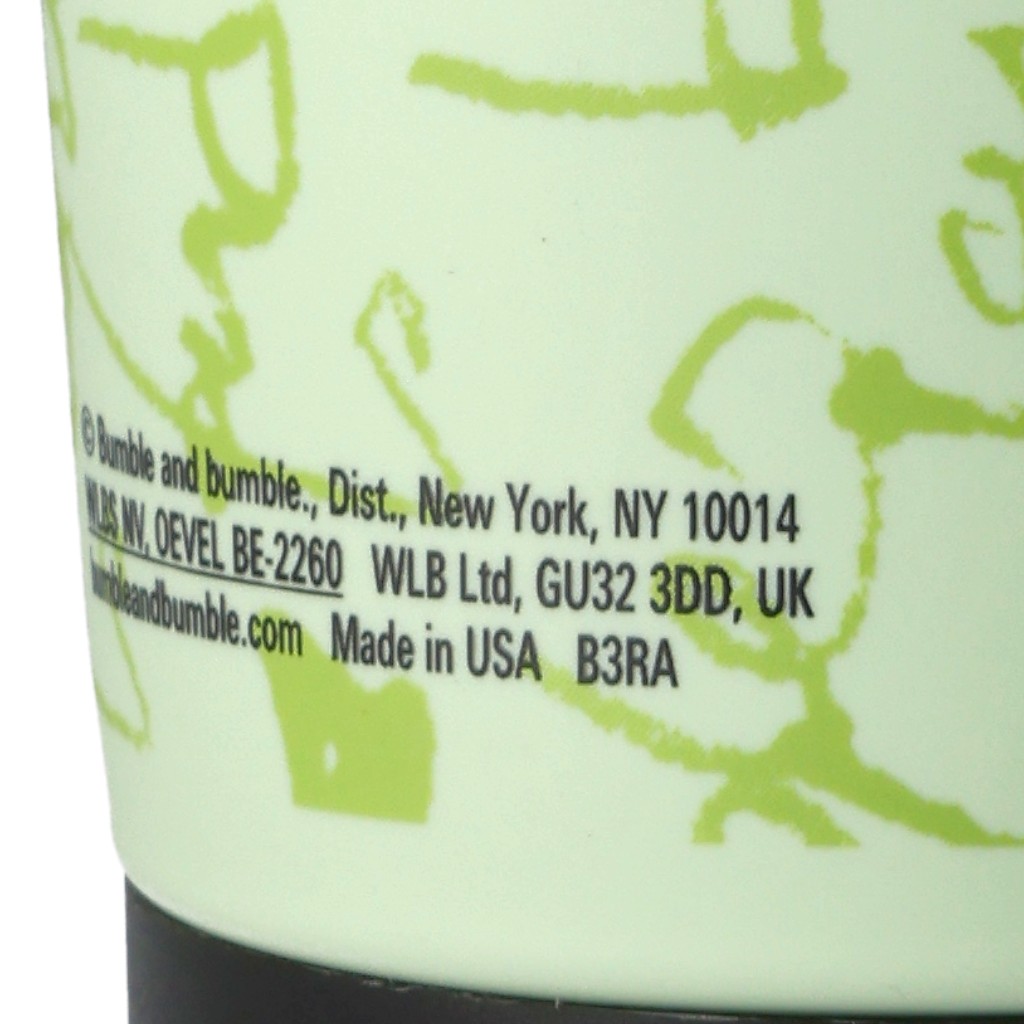 © Bumble and bumble., Dist., New York, NY 10014
WLBS NV, OEVEL BE-2260 WLB Ltd, GU32 3DD, UK
bumbleandbumble.com Made in USA B3RA